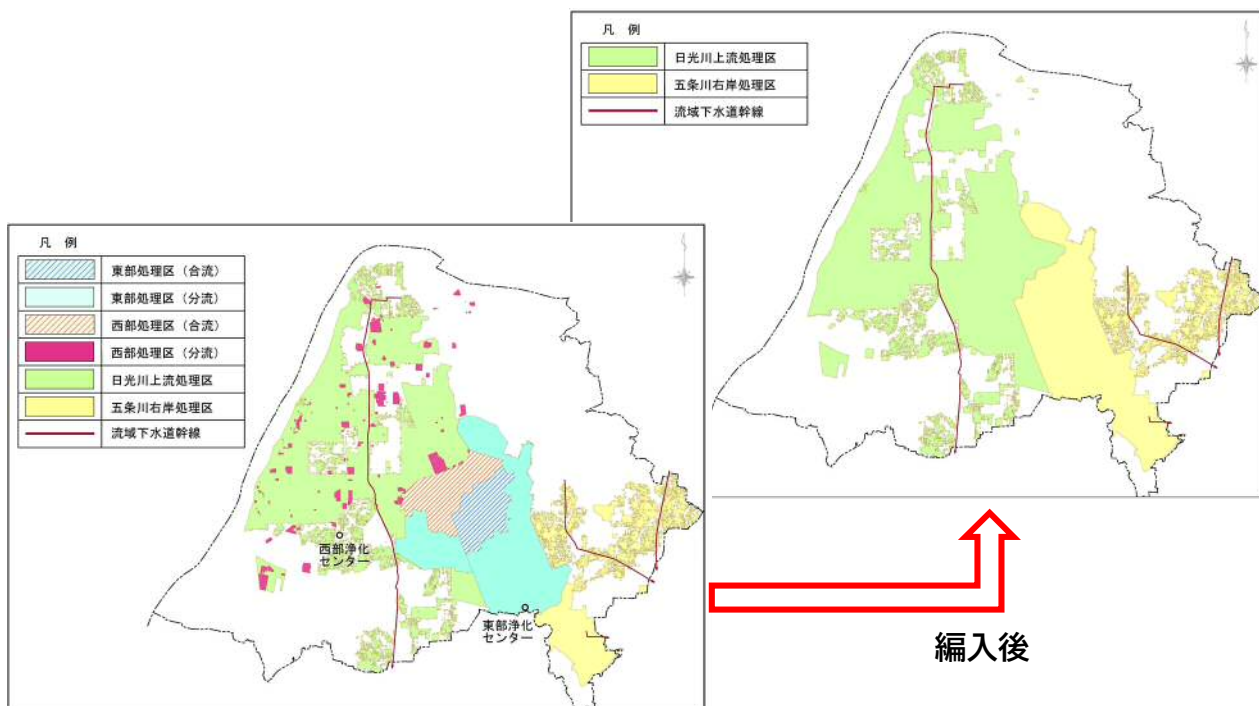 凡 例
日光川上流処理区
五条川右岸処理区
流域下水道幹線
凡 例
東部処理区（合流）
東部処理区（分流）
西部処理区（合流）
西部処理区（分流）
日光川上流処理区
五条川右岸処理区
流域下水道幹線
西部浄化
センター
東部浄化
センター
編入後